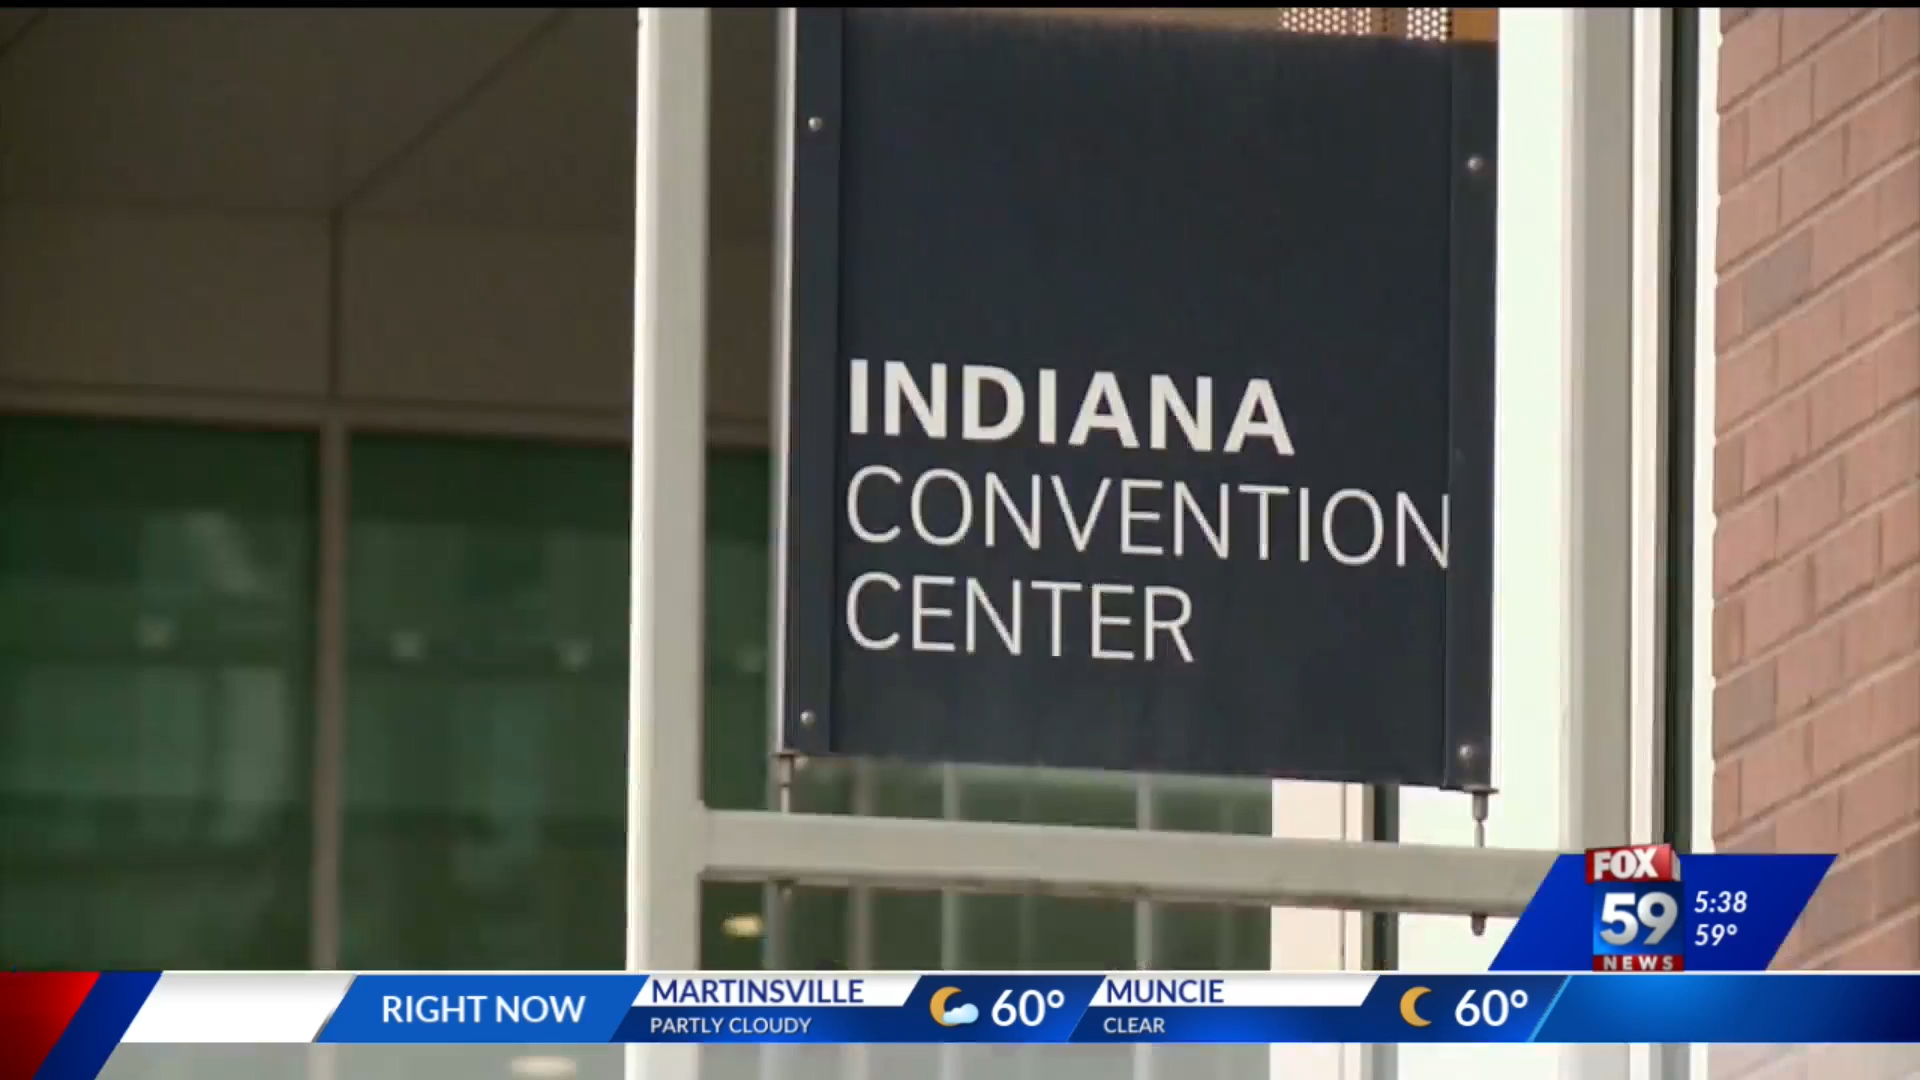 INDIANA
CONVENTION
CENTER
FOX
59
NEWS
5:38
59°
RIGHT NOW
MARTINSVILLE
PARTLY CLOUDY
60°
MUNCIE
CLEAR
60°